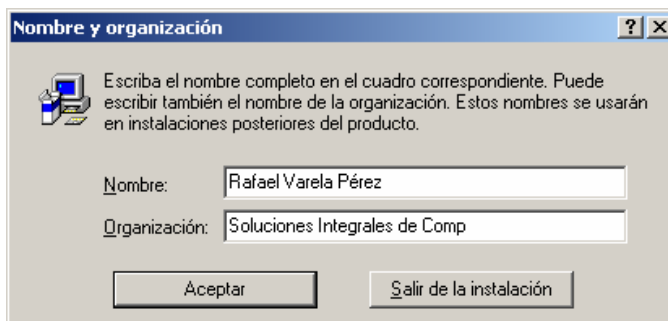 Nombre y organización
Escriba el nombre completo en el cuadro correspondiente. Puede
escribir también el nombre de la organización. Estos nombres se usarán
en instalaciones posteriores del producto.
Nombre: Rafael Varela Pérez
Organización: Soluciones Integrales de Comp
Aceptar Salir de la instalación